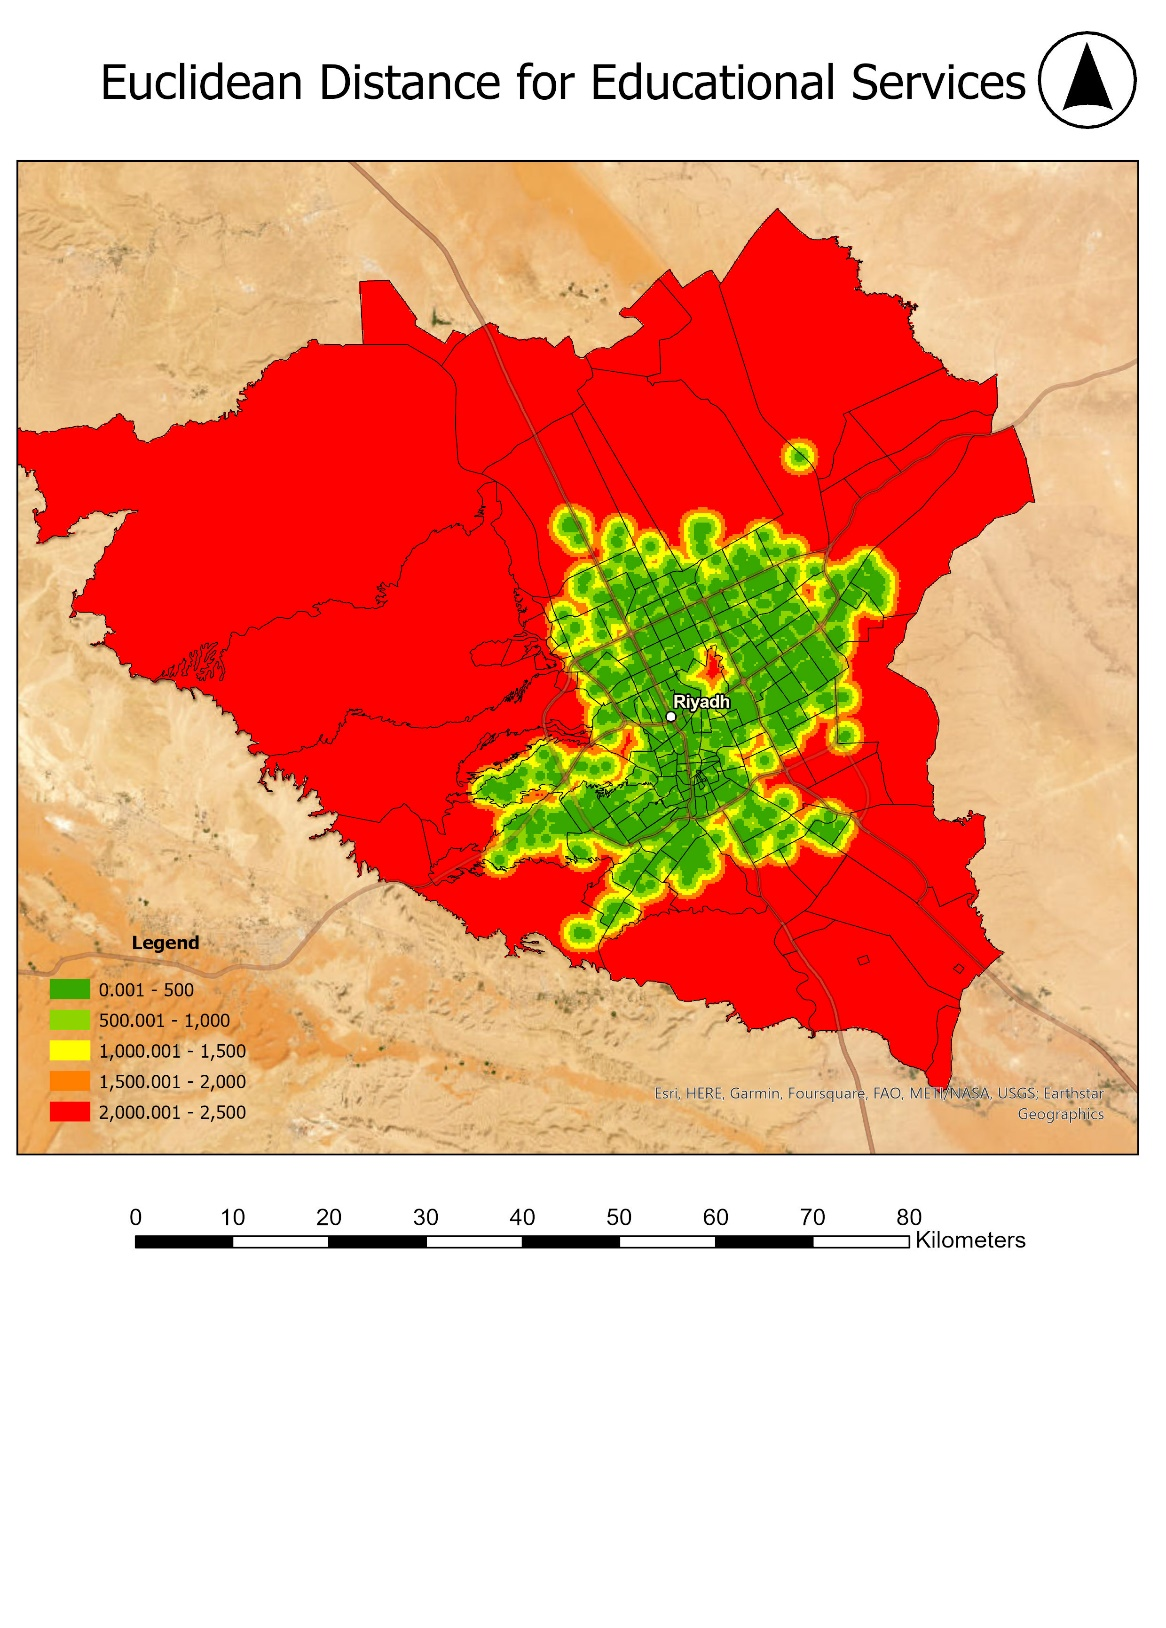 Euclidean Distance for Educational Services
Riyadh
Legend
0.001 - 500
500.001 - 1,000
1,000.001 - 1,500
1,500.001 - 2,000
2,000.001 - 2,500
Esri, HERE, Garmin, Foursquare, FAO, METI/NASA, USGS; Earthstar
Geographics
0 10 20 30 40 50 60 70 80
Kilometers